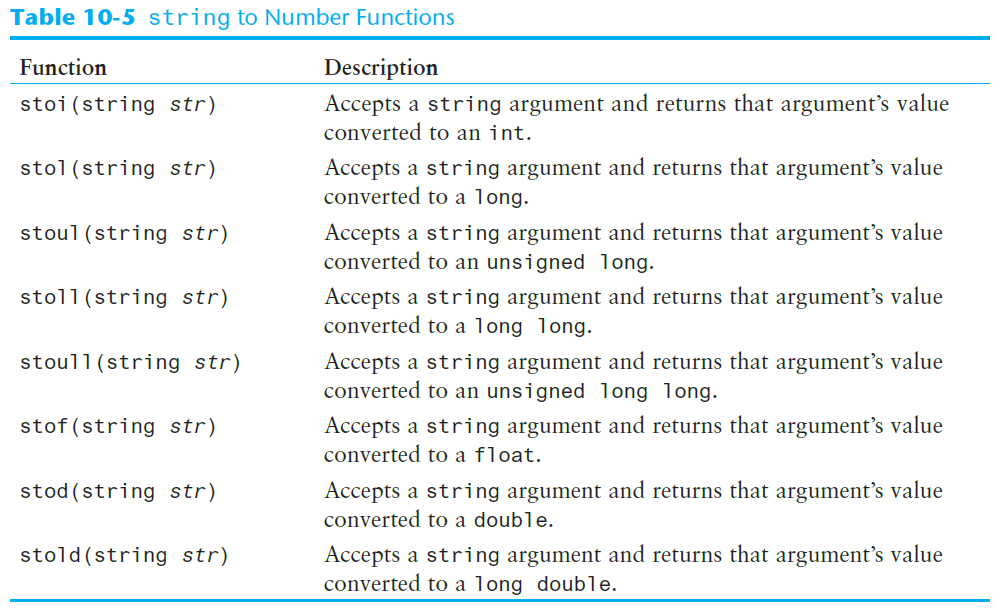 Table 10-5 string to Number Functions
Function Description
stoi(string str) Accepts a string argument and returns that argument’s value
converted to an int.
stol(string str) Accepts a string argument and returns that argument’s value
converted to a long.
stoul(string str) Accepts a string argument and returns that argument’s value
converted to an unsigned long.
stoll(string str) Accepts a string argument and returns that argument’s value
converted to a long long.
stoull(string str) Accepts a string argument and returns that argument’s value
converted to an unsigned long long.
stof(string str) Accepts a string argument and returns that argument’s value
converted to a float.
stod(string str) Accepts a string argument and returns that argument’s value
converted to a double.
stold(string str) Accepts a string argument and returns that argument’s value
converted to a long double.